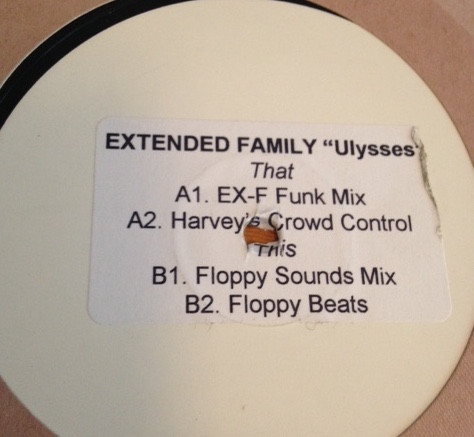 EXTENDED FAMILY “Ulysses
That
A1. EX-F Funk Mix
A2. Harvey's Crowd Control
This
B1. Floppy Sounds Mix
B2. Floppy Beats